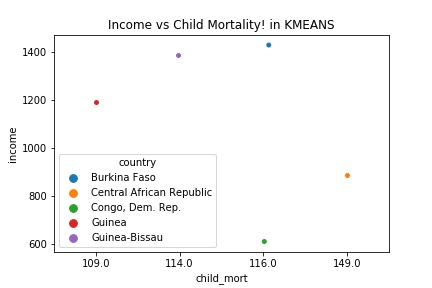 Income vs Child Mortality! in KMEANS
1400
1200
1000
800
600
income
country
Burkina Faso
Central African Republic
Congo, Dem. Rep.
Guinea
Guinea-Bissau
109.0 114.0 116.0 149.0
child_mort